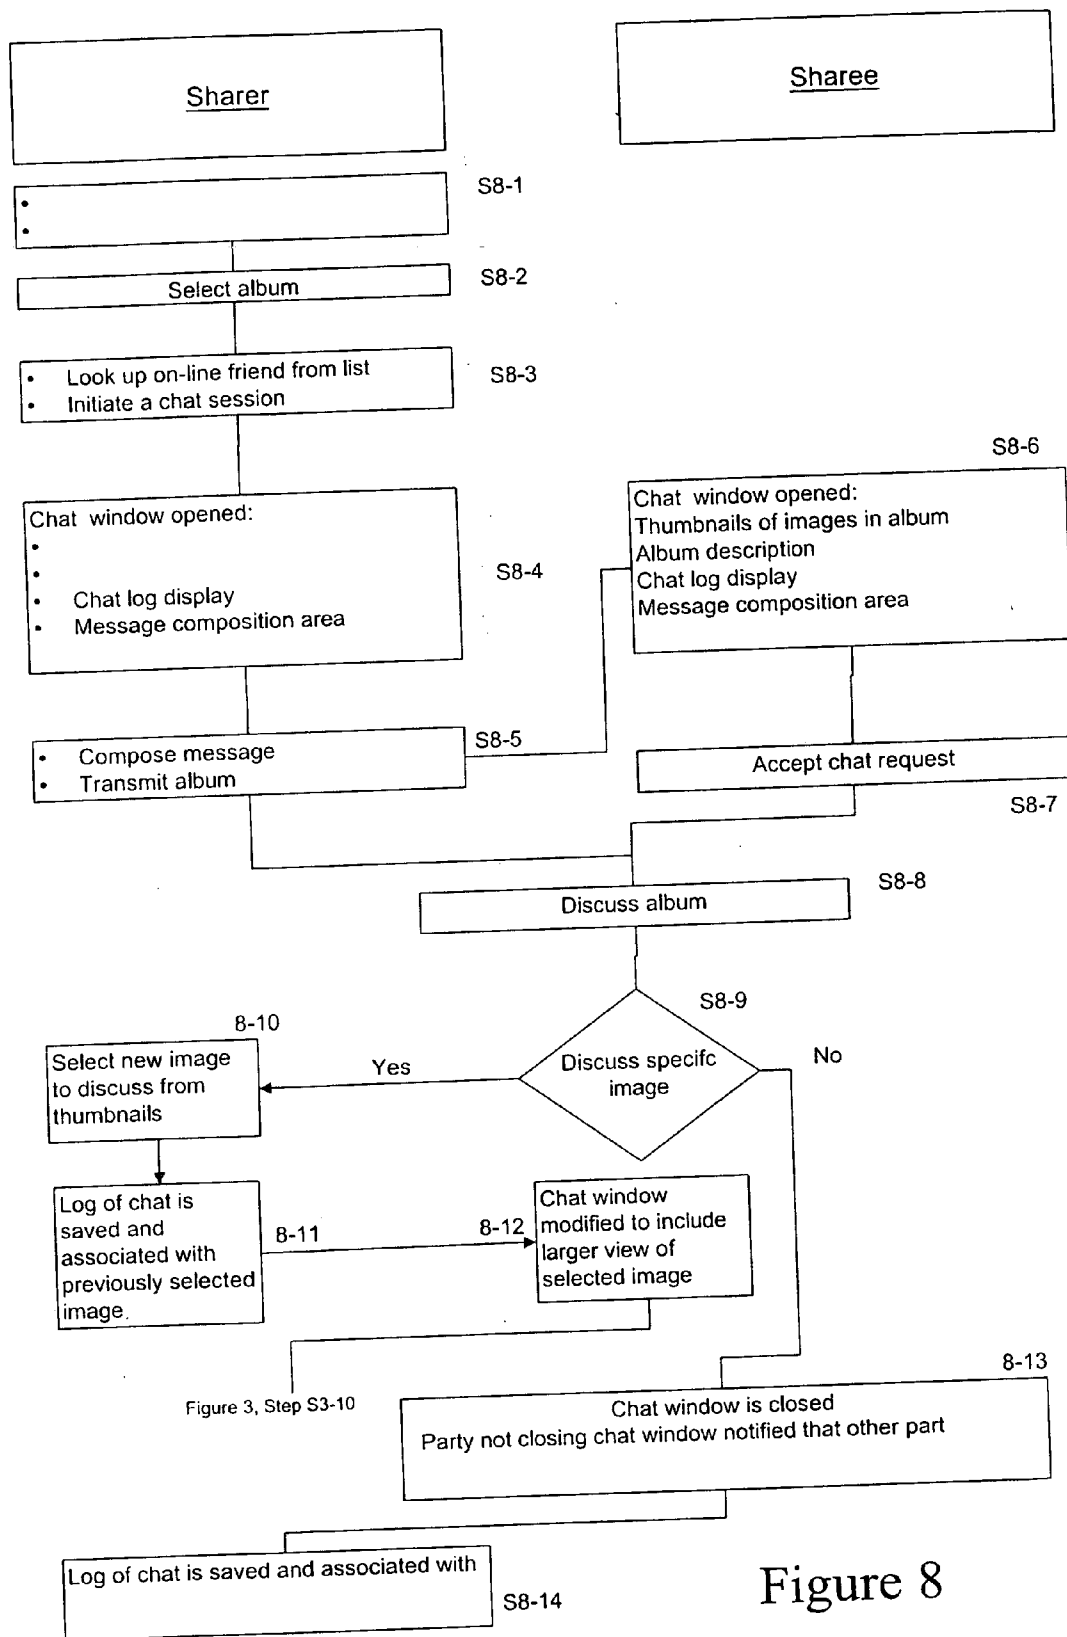 Sharer
Sharee
S8-1
•
•
S8-2
Select album
S8-3
• Look up on-line friend from list
• Initiate a chat session
S8-4
Chat window opened:
•
•
• Chat log display
• Message composition area
S8-5
• Compose message
• Transmit album
S8-6
Chat window opened:
Thumbnails of images in album
Album description
Chat log display
Message composition area
Accept chat request
S8-7
S8-8
Discuss album
S8-9
Discuss specifc
image
Yes
No
8-10
Select new image
to discuss from
thumbnails
Log of chat is
saved and
associated with
previously selected
image.
8-11
8-12
Chat window
modified to include
larger view of
selected image
Figure 3, Step S3-10
8-13
Chat window is closed
Party not closing chat window notified that other part
Log of chat is saved and associated with
S8-14
Figure 8